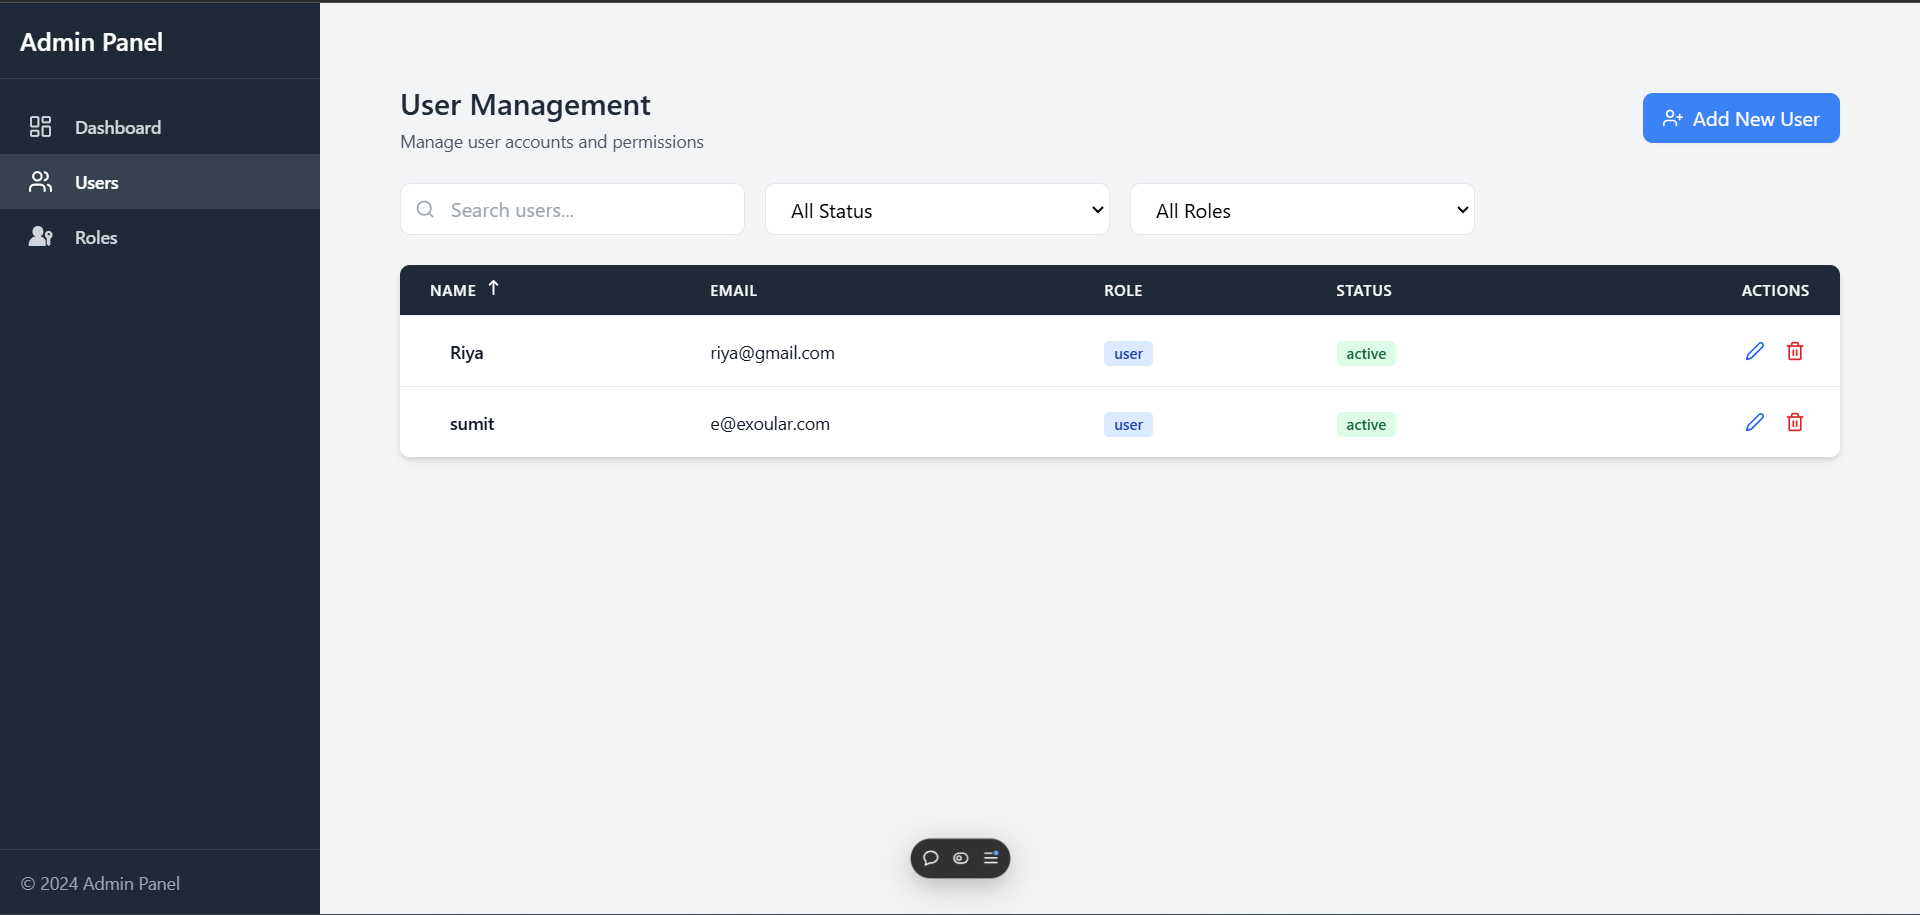 Admin Panel
Dashboard
Users
Roles
© 2024 Admin Panel
User Management
Manage user accounts and permissions
Add New User
Search users...
All Status
All Roles
NAME EMAIL ROLE STATUS ACTIONS
Riya riya@gmail.com user active
sumit e@exoular.com user active